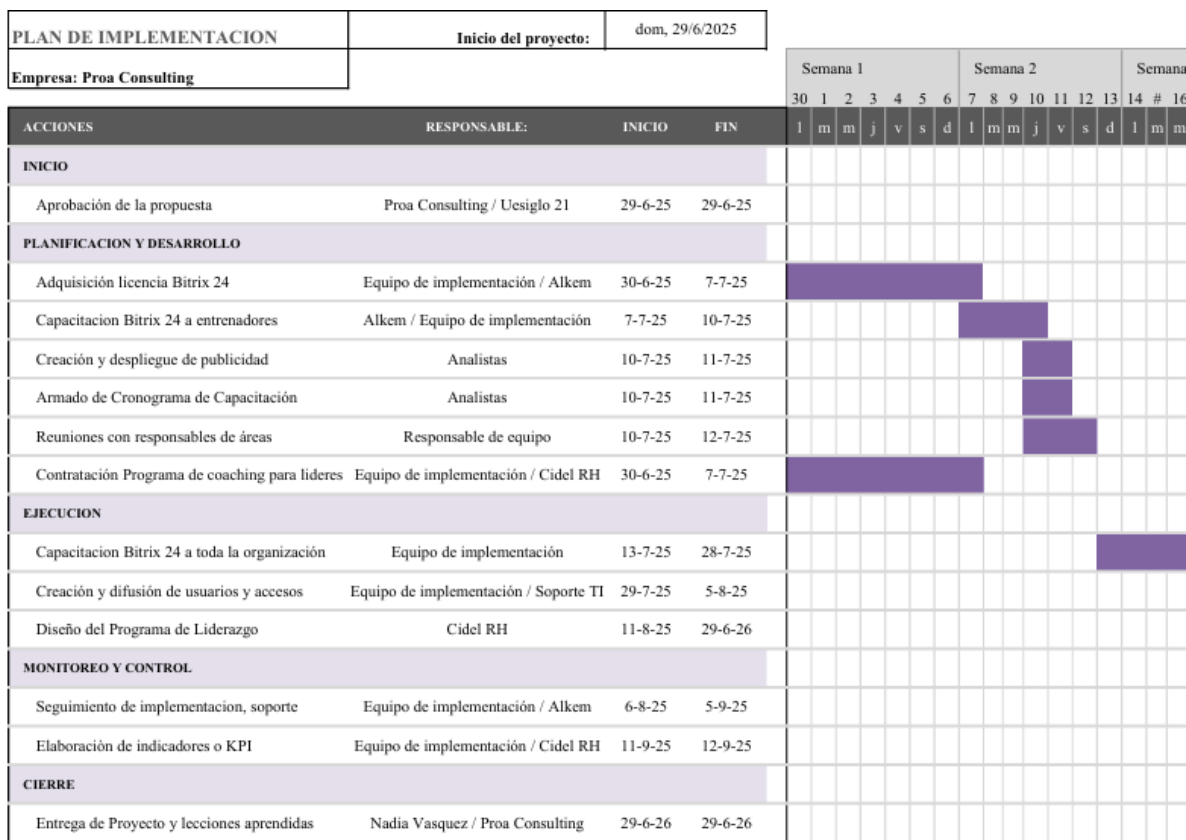 PLAN DE IMPLEMENTACION Inicio del proyecto: dom, 29/6/2025
Empresa: Proa Consulting
Semana 1 Semana 2 Semana
30 1 2 3 4 5 6 7 8 9 10 11 12 13 14 # 16
ACCIONES RESPONSABLE: INICIO FIN l m m j v s d l m m j v s d l m m
INICIO
Aprobación de la propuesta Proa Consulting / Uesiglo 21 29-6-25 29-6-25
PLANIFICACION Y DESARROLLO
Adquisición licencia Bitrix 24 Equipo de implementación / Alkem 30-6-25 7-7-25
Capacitacion Bitrix 24 a entrenadores Alkem / Equipo de implementación 7-7-25 10-7-25
Creación y despliegue de publicidad Analistas 10-7-25 11-7-25
Armado de Cronograma de Capacitación Analistas 10-7-25 11-7-25
Reuniones con responsables de áreas Responsable de equipo 10-7-25 12-7-25
Contratación Programa de coaching para lideres Equipo de implementación / Cidel RH 30-6-25 7-7-25
EJECUCION
Capacitacion Bitrix 24 a toda la organización Equipo de implementación 13-7-25 28-7-25
Creación y difusión de usuarios y accesos Equipo de implementación / Soporte TI 29-7-25 5-8-25
Diseño del Programa de Liderazgo Cidel RH 11-8-25 29-6-26
MONITOREO Y CONTROL
Seguimiento de implementacion, soporte Equipo de implementación / Alkem 6-8-25 5-9-25
Elaboraciòn de indicadores o KPI Equipo de implementación / Cidel RH 11-9-25 12-9-25
CIERRE
Entrega de Proyecto y lecciones aprendidas Nadia Vasquez / Proa Consulting 29-6-26 29-6-26